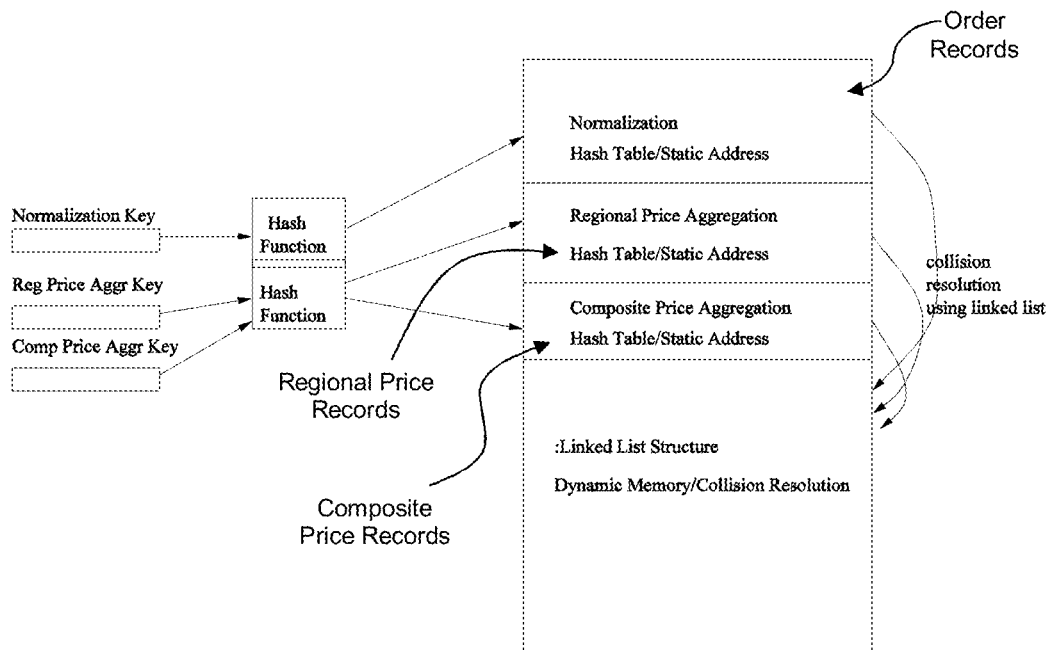 Order
Records
Normalization
Hash Table/Static Address
Normalization Key
Hash
Function
Regional Price Aggregation
Hash Table/Static Address
Reg Price Aggr Key
Hash
Function
collision
resolution
using linked list
Composite Price Aggregation
Hash Table/Static Address
Comp Price Aggr Key
Regional Price
Records
:Linked List Structure
Dynamic Memory/Collision Resolution
Composite
Price Records